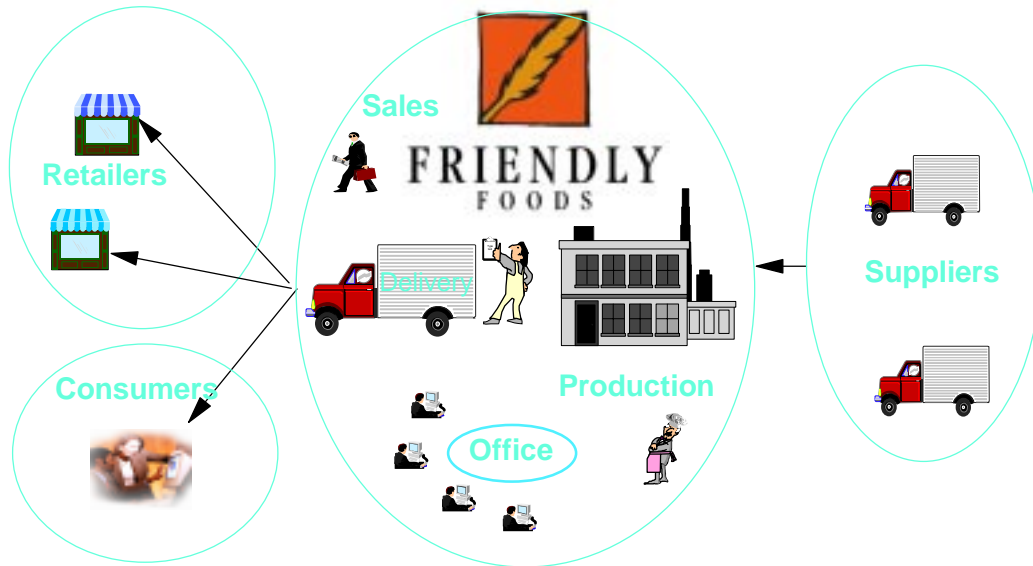 Sales
FRIENDLY
FOODS
Retailers
Delivery
Suppliers
Consumers
Production
Office